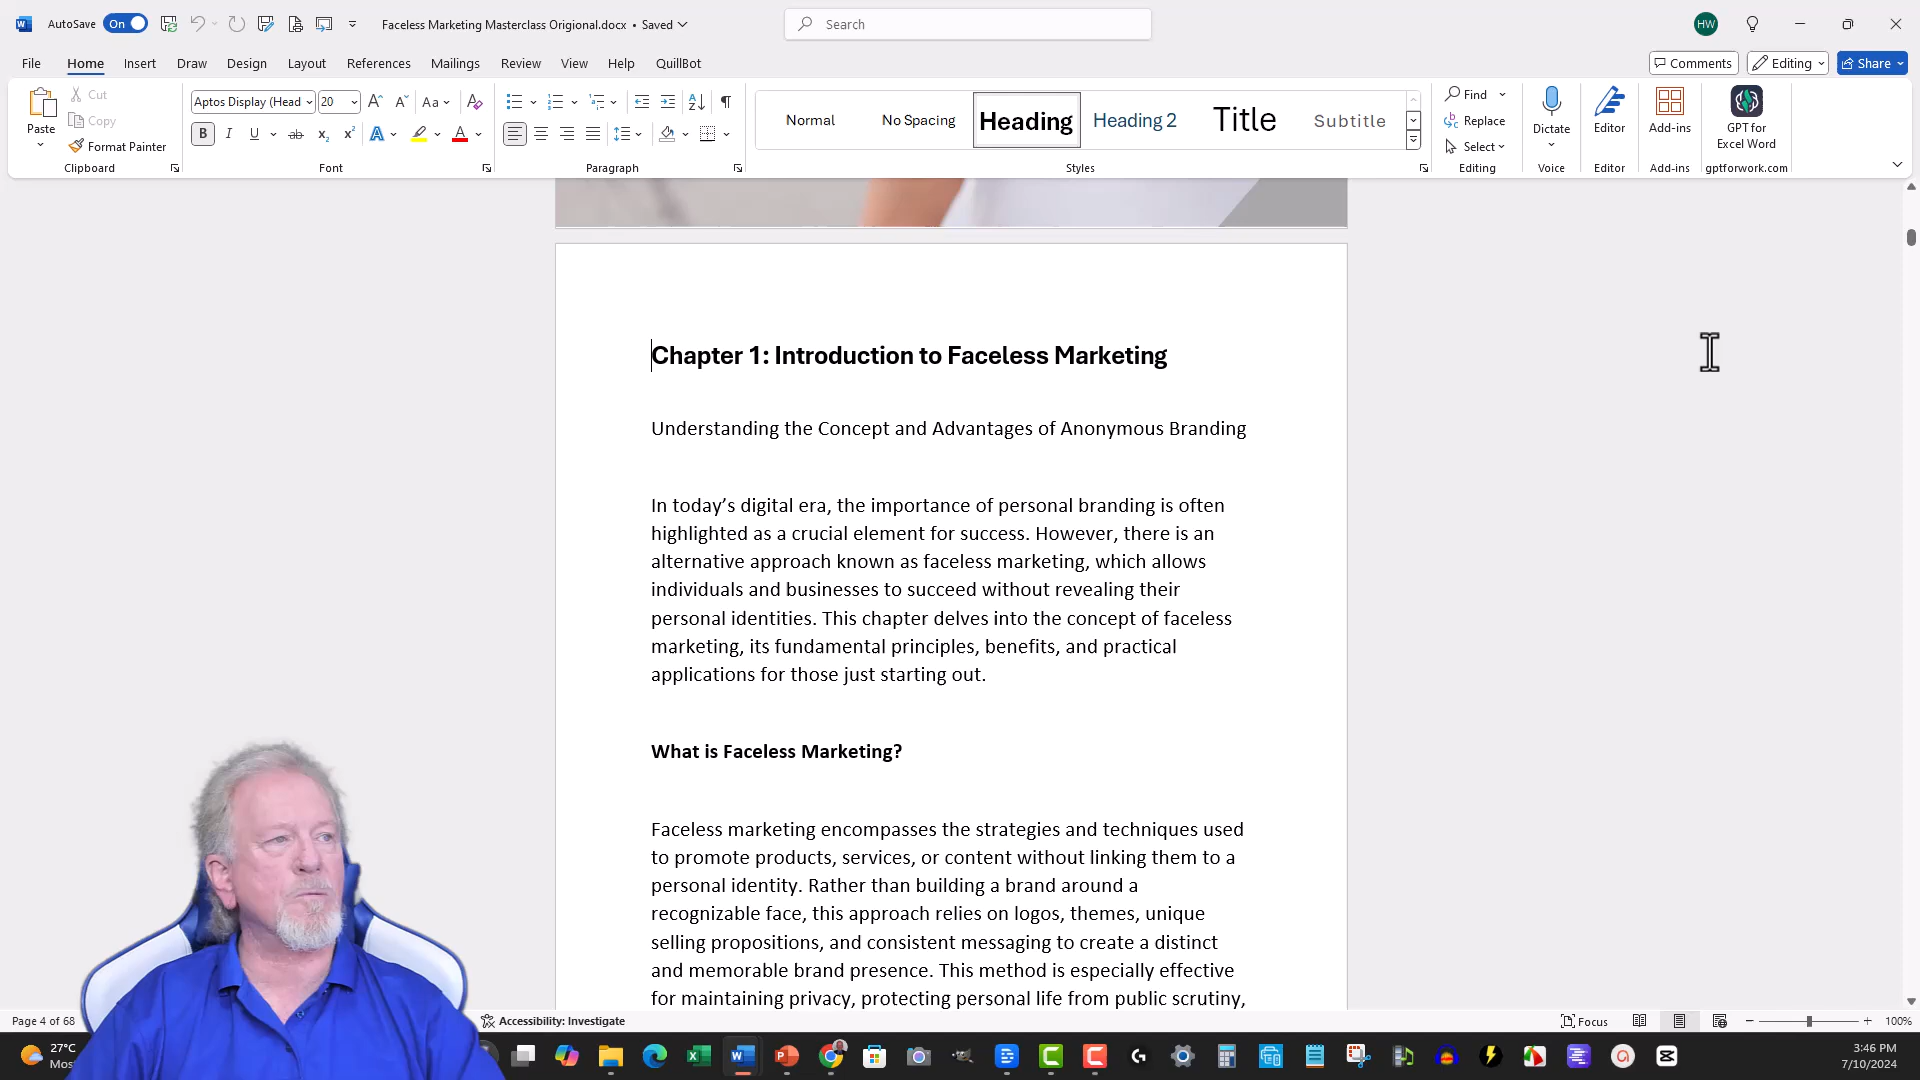 AutoSave On Faceless Marketing Masterclass Origional.docx • Saved Search HW
File Home Insert Draw Design Layout References Mailings Review View Help QuillBot Comments Editing Share
Paste Cut Copy Format Painter
Aptos Display (Head 20 Aa
B I U ab x₂ x² A A
Normal No Spacing Heading Heading 2 Title Subtitle
Find Replace Select
Dictate Editor Add-ins GPT for Excel Word
Clipboard Font Paragraph Styles Editing Voice Editor Add-ins gptforwork.com
Chapter 1: Introduction to Faceless Marketing
Understanding the Concept and Advantages of Anonymous Branding
In today’s digital era, the importance of personal branding is often
highlighted as a crucial element for success. However, there is an
alternative approach known as faceless marketing, which allows
individuals and businesses to succeed without revealing their
personal identities. This chapter delves into the concept of faceless
marketing, its fundamental principles, benefits, and practical
applications for those just starting out.
What is Faceless Marketing?
Faceless marketing encompasses the strategies and techniques used
to promote products, services, or content without linking them to a
personal identity. Rather than building a brand around a
recognizable face, this approach relies on logos, themes, unique
selling propositions, and consistent messaging to create a distinct
and memorable brand presence. This method is especially effective
for maintaining privacy, protecting personal life from public scrutiny,
Page 4 of 68 Accessibility: Investigate Focus 100%
27°C
3:46 PM
7/10/2024